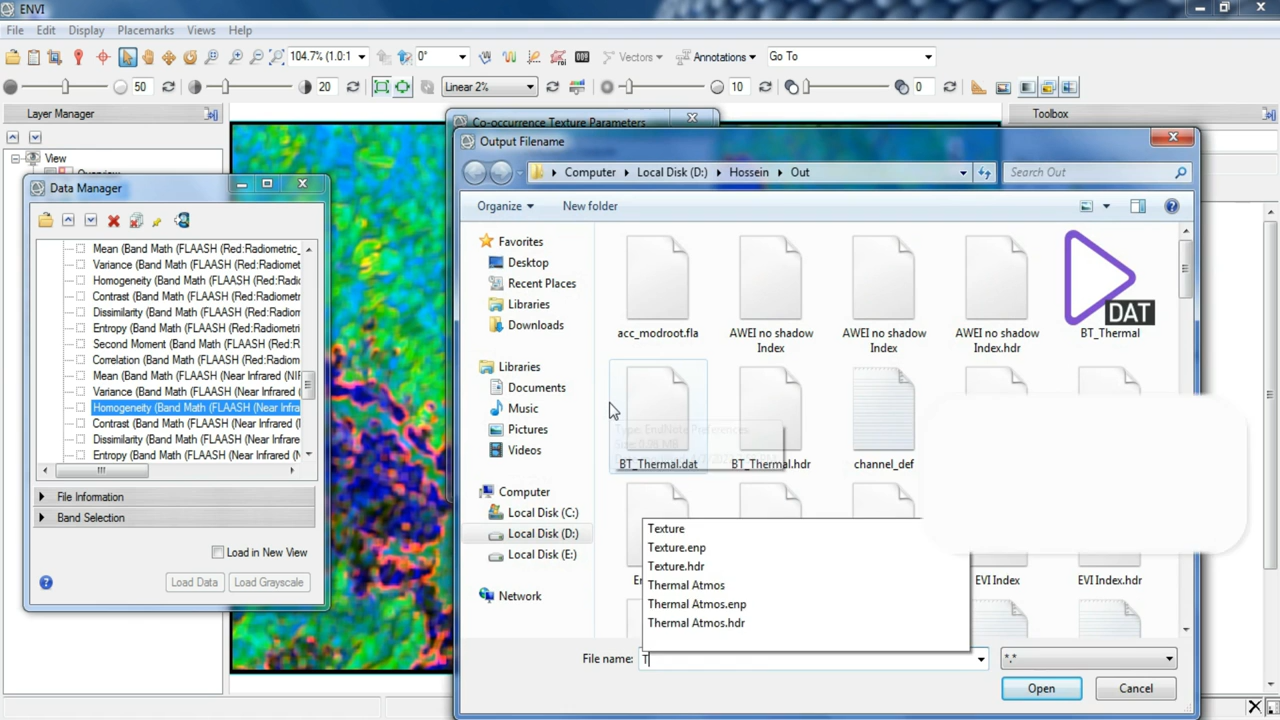 ENVI
File Edit Display Placemarks Views Help
104.7% (1.0:1 0° Vectors Annotations Go To
50 20 Linear 2% 10 0
Layer Manager
Toolbox
View
Data Manager
Mean (Band Math (FLAASH (Red:Radiometric_
Variance (Band Math (FLAASH (Red:Radiomet
Homogeneity (Band Math (FLAASH (Red:Radic
Contrast (Band Math (FLAASH (Red:Radiometr
Dissimilarity (Band Math (FLAASH (Red:Radion
Entropy (Band Math (FLAASH (Red:Radiometri
Second Moment (Band Math (FLAASH (Red:R
Correlation (Band Math (FLAASH (Red:Radiom
Mean (Band Math (FLAASH (Near Infrared (NIF
Variance (Band Math (FLAASH (Near Infrared (
Homogeneity (Band Math (FLAASH (Near Infra
Contrast (Band Math (FLAASH (Near Infrared (
Dissimilarity (Band Math (FLAASH (Near Infrare
Entropy (Band Math (FLAASH (Near Infrared (N
File Information
Band Selection
Load in New View
Load Data Load Grayscale
Co-occurrence Texture Parameters
Output Filename
Computer Local Disk (D:) Hossein Out
Search Out
Organize New folder
Favorites
Desktop
Recent Places
Libraries
Downloads
Libraries
Documents
Music
Pictures
Videos
Computer
Local Disk (C:)
Local Disk (D:)
Local Disk (E:)
Network
DAT
acc_modroot.fla
AWEI no shadow
Index
AWEI no shadow
Index
AWEI no shadow
Index.hdr
BT_Thermal
Type: EndNote Preferences
BT_Thermal.dat
BT_Thermal.hdr
channel_def
EVI Index
EVI Index.hdr
Texture
Texture.enp
Texture.hdr
Thermal Atmos
Thermal Atmos.enp
Thermal Atmos.hdr
File name: T
*.*
Open Cancel